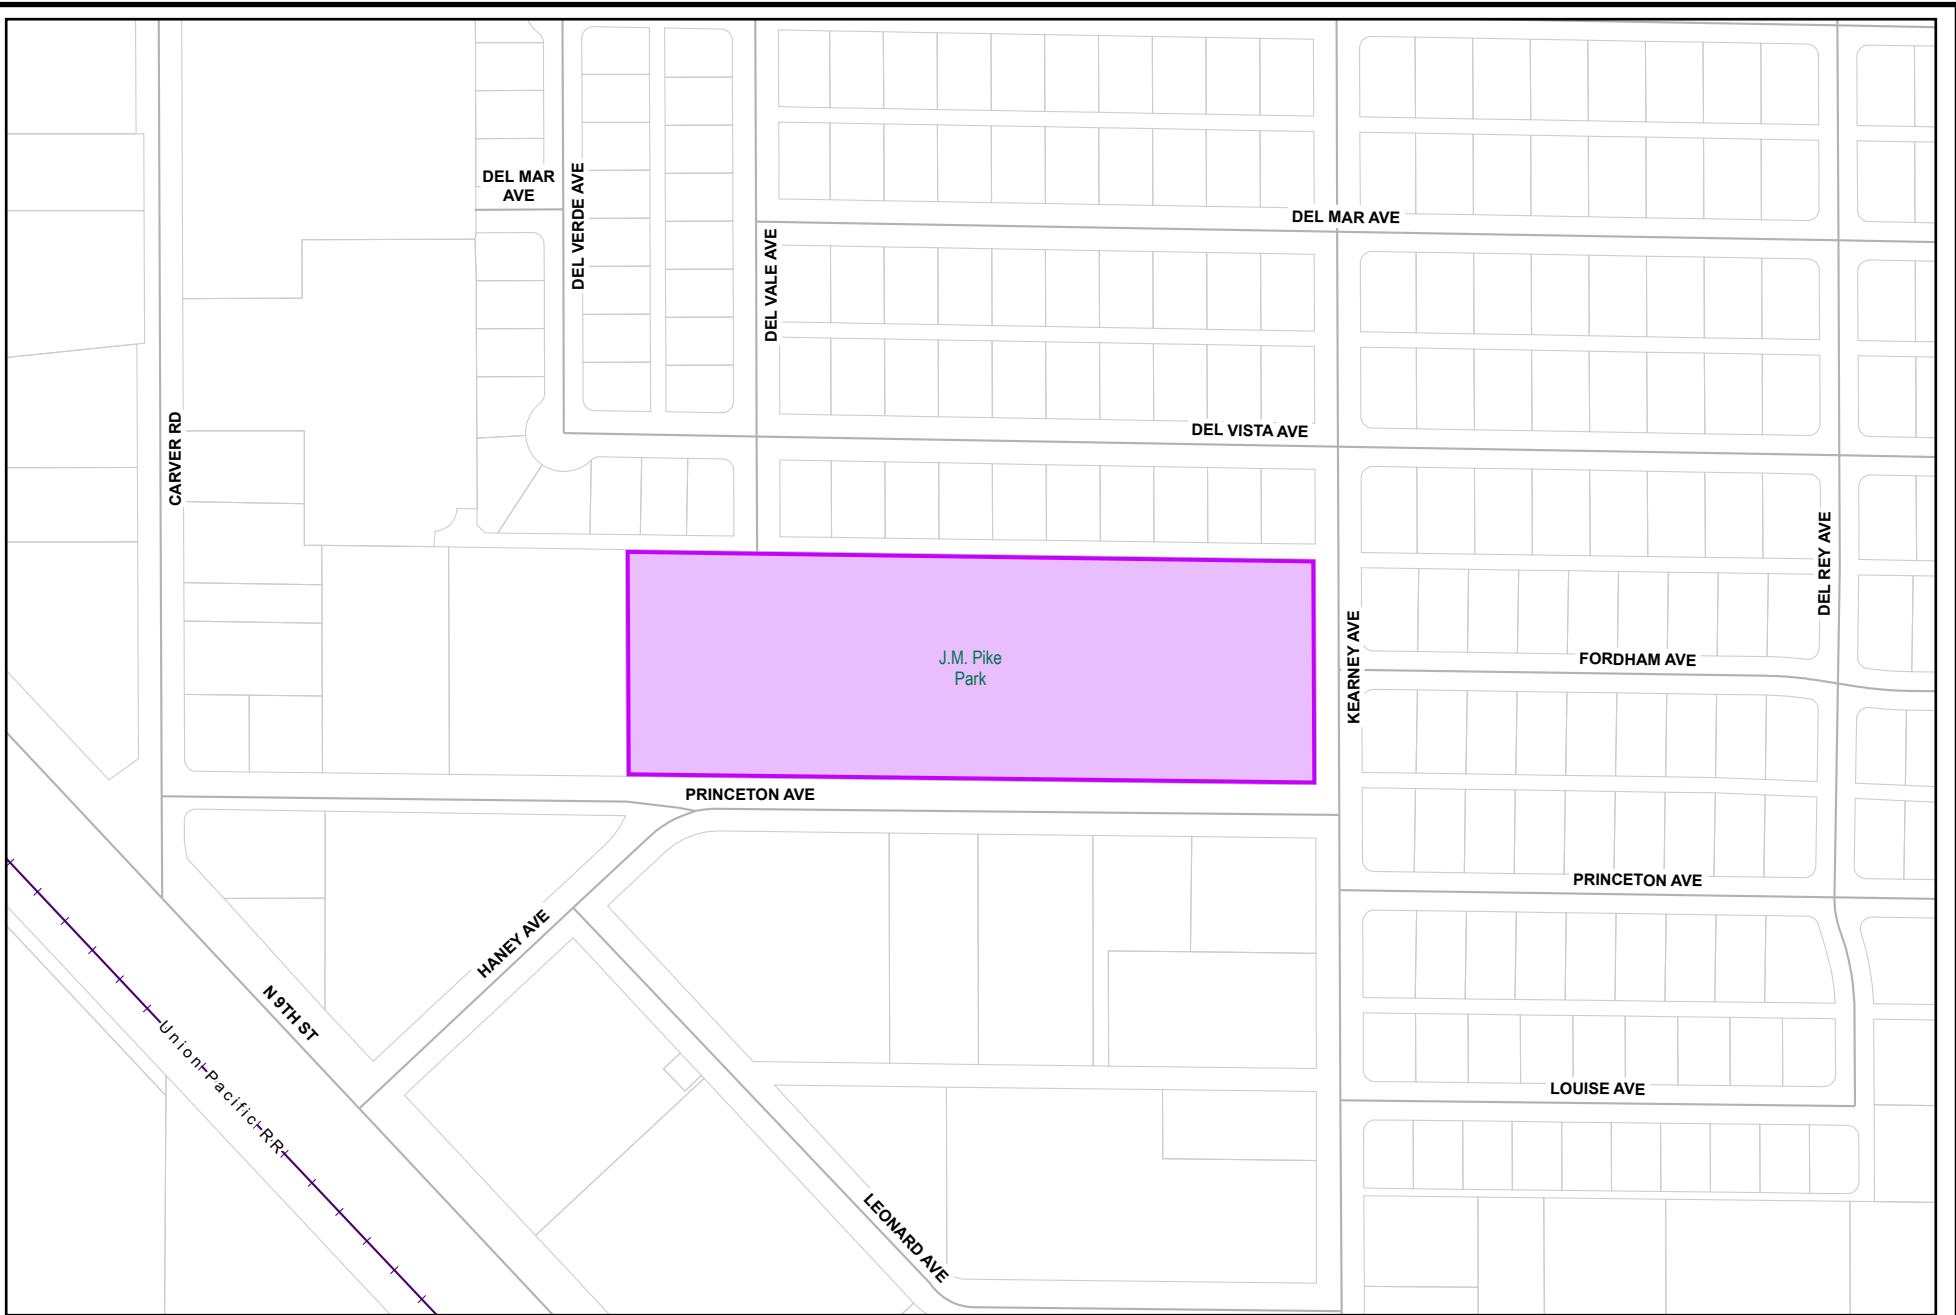 DEL MAR
AVE
DEL VERDE AVE
DEL VALE AVE
DEL MAR AVE
CARVER RD
DEL VISTA AVE
DEL REY AVE
J.M. Pike
Park
KEARNEY AVE
FORDHAM AVE
PRINCETON AVE
PRINCETON AVE
HANEY AVE
N 9TH ST
Union Pacific RR
LOUISE AVE
LEONARD AVE